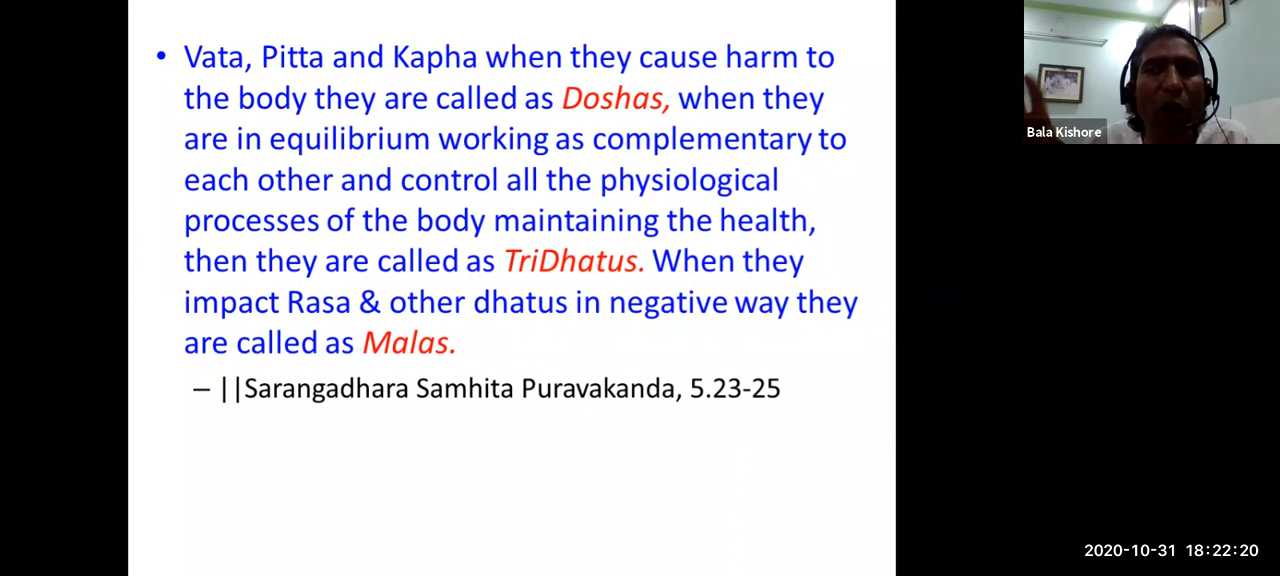 • Vata, Pitta and Kapha when they cause harm to
the body they are called as Doshas, when they
are in equilibrium working as complementary to
each other and control all the physiological
processes of the body maintaining the health,
then they are called as TriDhatus. When they
impact Rasa & other dhatus in negative way they
are called as Malas.
– ||Sarangadhara Samhita Puravakanda, 5.23-25
Bala Kishore
2020-10-31 18:22:20